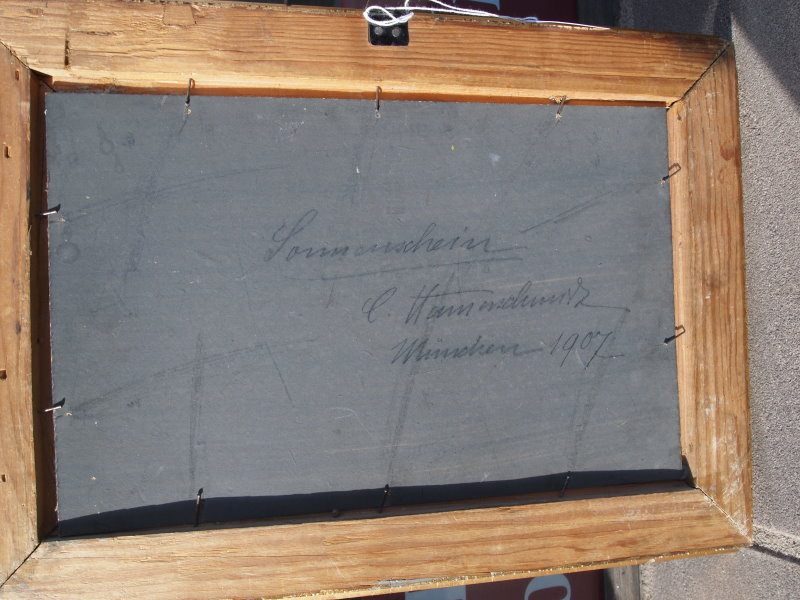 Sonnenschein
C. Hammerschmidt
München 1907